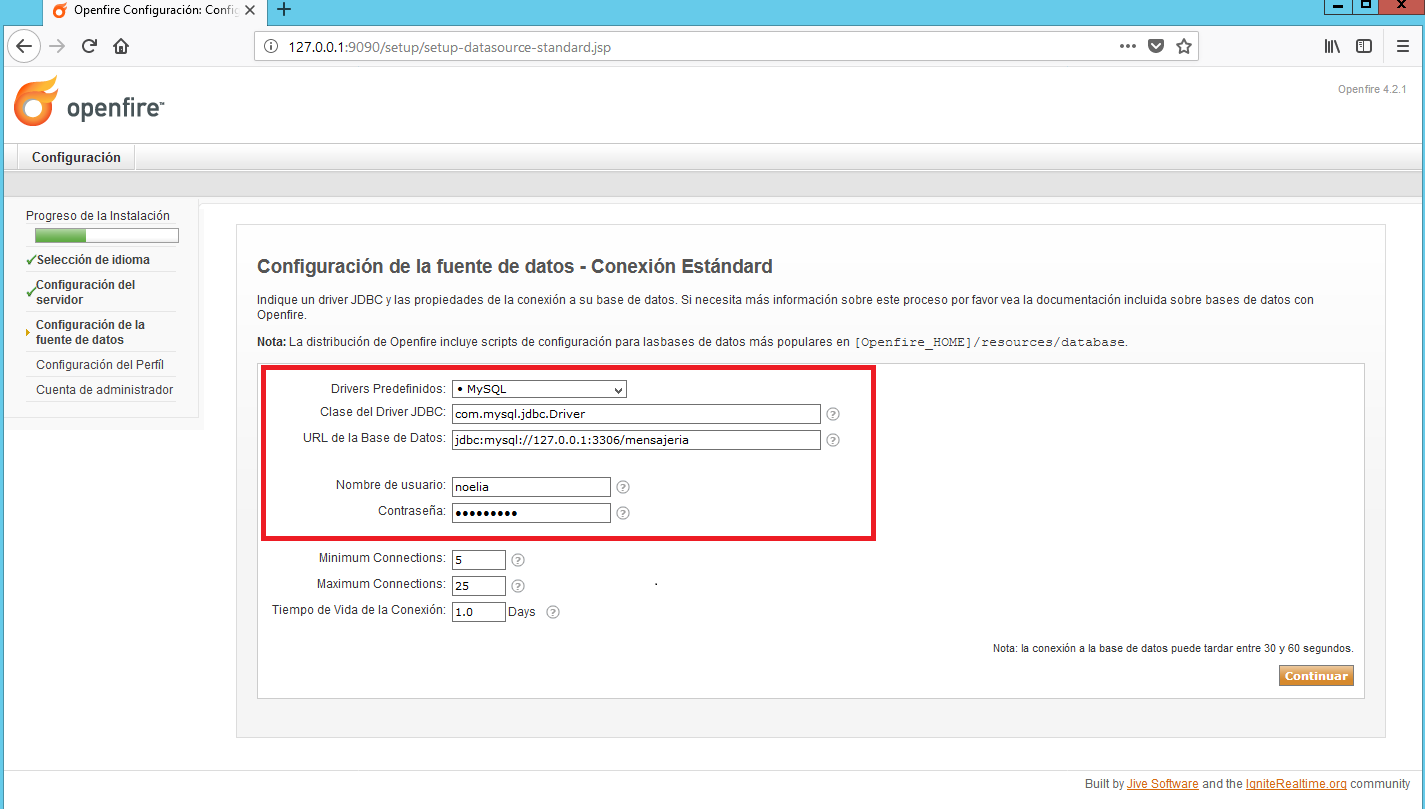 Openfire Configuración: Config
127.0.0.1:9090/setup/setup-datasource-standard.jsp
openfire™
Openfire 4.2.1
Configuración
Progreso de la Instalación
Selección de idioma
Configuración del
servidor
Configuración de la
fuente de datos
Configuración del Perfíl
Cuenta de administrador
Configuración de la fuente de datos - Conexión Estándard
Indique un driver JDBC y las propiedades de la conexión a su base de datos. Si necesita más información sobre este proceso por favor vea la documentación incluida sobre bases de datos con
Openfire.
Nota: La distribución de Openfire incluye scripts de configuración para lasbases de datos más populares en [Openfire_HOME]/resources/database.
Drivers Predefinidos: • MySQL
Clase del Driver JDBC: com.mysql.jdbc.Driver
URL de la Base de Datos: jdbc:mysql://127.0.0.1:3306/mensajeria
Nombre de usuario: noelia
Contraseña: •••••••••
Minimum Connections: 5
Maximum Connections: 25
Tiempo de Vida de la Conexión: 1.0 Days
Nota: la conexión a la base de datos puede tardar entre 30 y 60 segundos.
Continuar
Built by Jive Software and the IgniteRealtime.org community